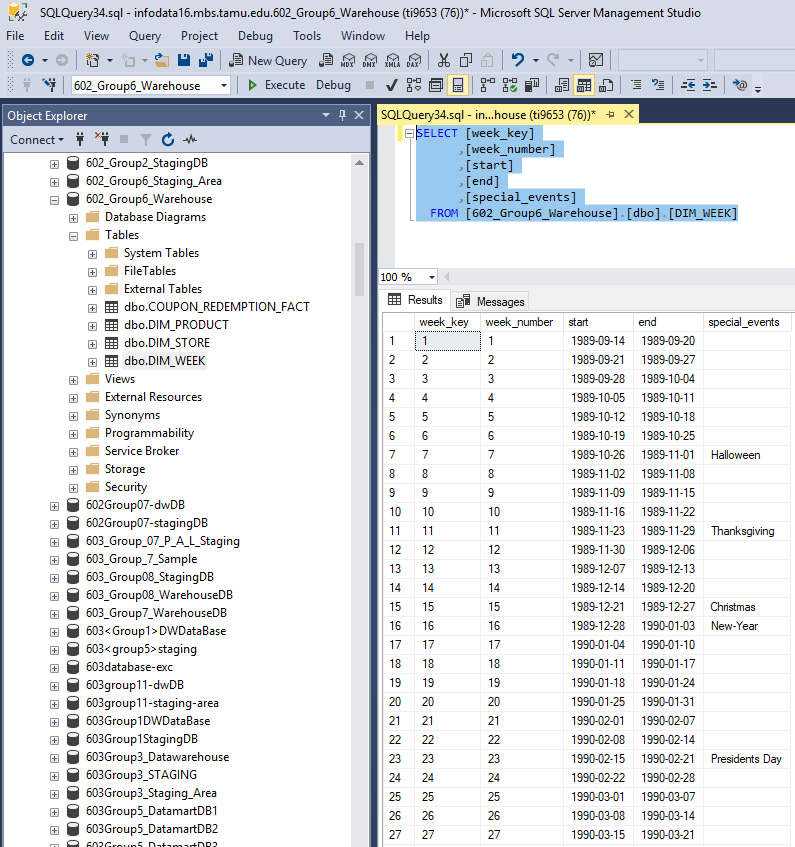 SQLQuery34.sql - infodata16.mbs.tamu.edu.602_Group6_Warehouse (ti9653 (76))* - Microsoft SQL Server Management Studio
File Edit View Query Project Debug Tools Window Help
New Query MDX DMX XMLA DAX
602_Group6_Warehouse Execute Debug
Object Explorer
Connect
602_Group2_StagingDB
602_Group6_Staging_Area
602_Group6_Warehouse
Database Diagrams
Tables
System Tables
FileTables
External Tables
dbo.COUPON_REDEMPTION_FACT
dbo.DIM_PRODUCT
dbo.DIM_STORE
dbo.DIM_WEEK
Views
External Resources
Synonyms
Programmability
Service Broker
Storage
Security
602Group07-dwDB
602Group07-stagingDB
603_Group_07_P_A_L_Staging
603_Group_7_Sample
603_Group08_StagingDB
603_Group08_WarehouseDB
603_Group7_WarehouseDB
603<Group1>DWDataBase
603<group5>staging
603database-exc
603group11-dwDB
603group11-staging-area
603Group1DWDataBase
603Group1StagingDB
603Group3_Datawarehouse
603Group3_STAGING
603Group3_Staging_Area
603Group5_DatamartDB1
603Group5_DatamartDB2
603Group5_DatamartDB3
SQLQuery34.sql - in...house (ti9653 (76))*
SELECT [week_key]
,[week_number]
,[start]
,[end]
,[special_events]
FROM [602_Group6_Warehouse].[dbo].[DIM_WEEK]
100 %
Results Messages
week_key week_number start end special_events
1 1 1 1989-09-14 1989-09-20
2 2 2 1989-09-21 1989-09-27
3 3 3 1989-09-28 1989-10-04
4 4 4 1989-10-05 1989-10-11
5 5 5 1989-10-12 1989-10-18
6 6 6 1989-10-19 1989-10-25
7 7 7 1989-10-26 1989-11-01 Halloween
8 8 8 1989-11-02 1989-11-08
9 9 9 1989-11-09 1989-11-15
10 10 10 1989-11-16 1989-11-22
11 11 11 1989-11-23 1989-11-29 Thanksgiving
12 12 12 1989-11-30 1989-12-06
13 13 13 1989-12-07 1989-12-13
14 14 14 1989-12-14 1989-12-20
15 15 15 1989-12-21 1989-12-27 Christmas
16 16 16 1989-12-28 1990-01-03 New-Year
17 17 17 1990-01-04 1990-01-10
18 18 18 1990-01-11 1990-01-17
19 19 19 1990-01-18 1990-01-24
20 20 20 1990-01-25 1990-01-31
21 21 21 1990-02-01 1990-02-07
22 22 22 1990-02-08 1990-02-14
23 23 23 1990-02-15 1990-02-21 Presidents Day
24 24 24 1990-02-22 1990-02-28
25 25 25 1990-03-01 1990-03-07
26 26 26 1990-03-08 1990-03-14
27 27 27 1990-03-15 1990-03-21